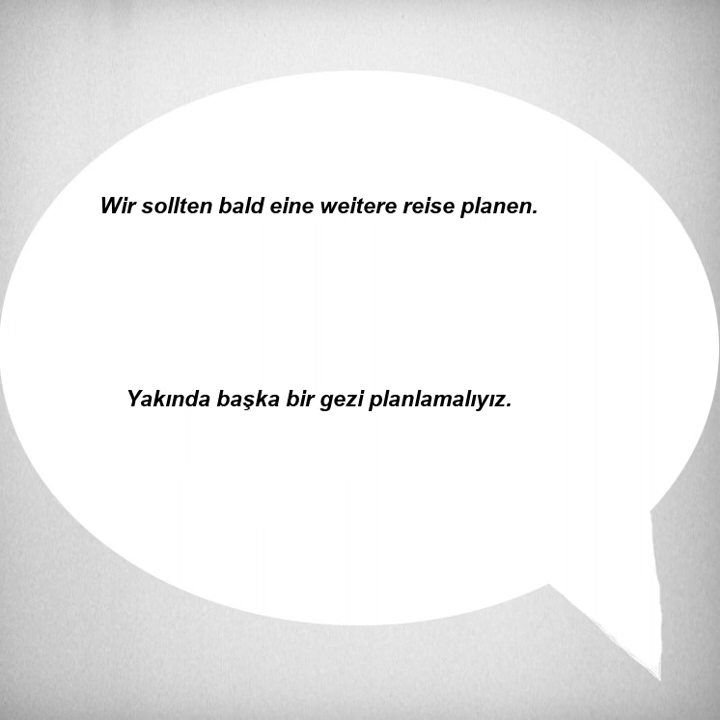 Wir sollten bald eine weitere reise planen.
Yakında başka bir gezi planlamalıyız.